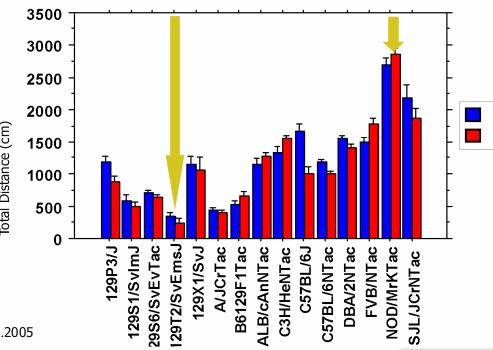 3500
3000
2500
2000
1500
1000
500
0
Total Distance (cm)
129P3/J
129S1/SvImJ
29S6/SvEvTac
129T2/SvEmsJ
129X1/SvJ
A/JCrTac
B6129F1Tac
ALB/cAnNTac
C3H/HeNTac
C57BL/6J
C57BL/6NTac
DBA/2NTac
FVB/NTac
NOD/MrKTac
SJL/JCrNTac
.2005